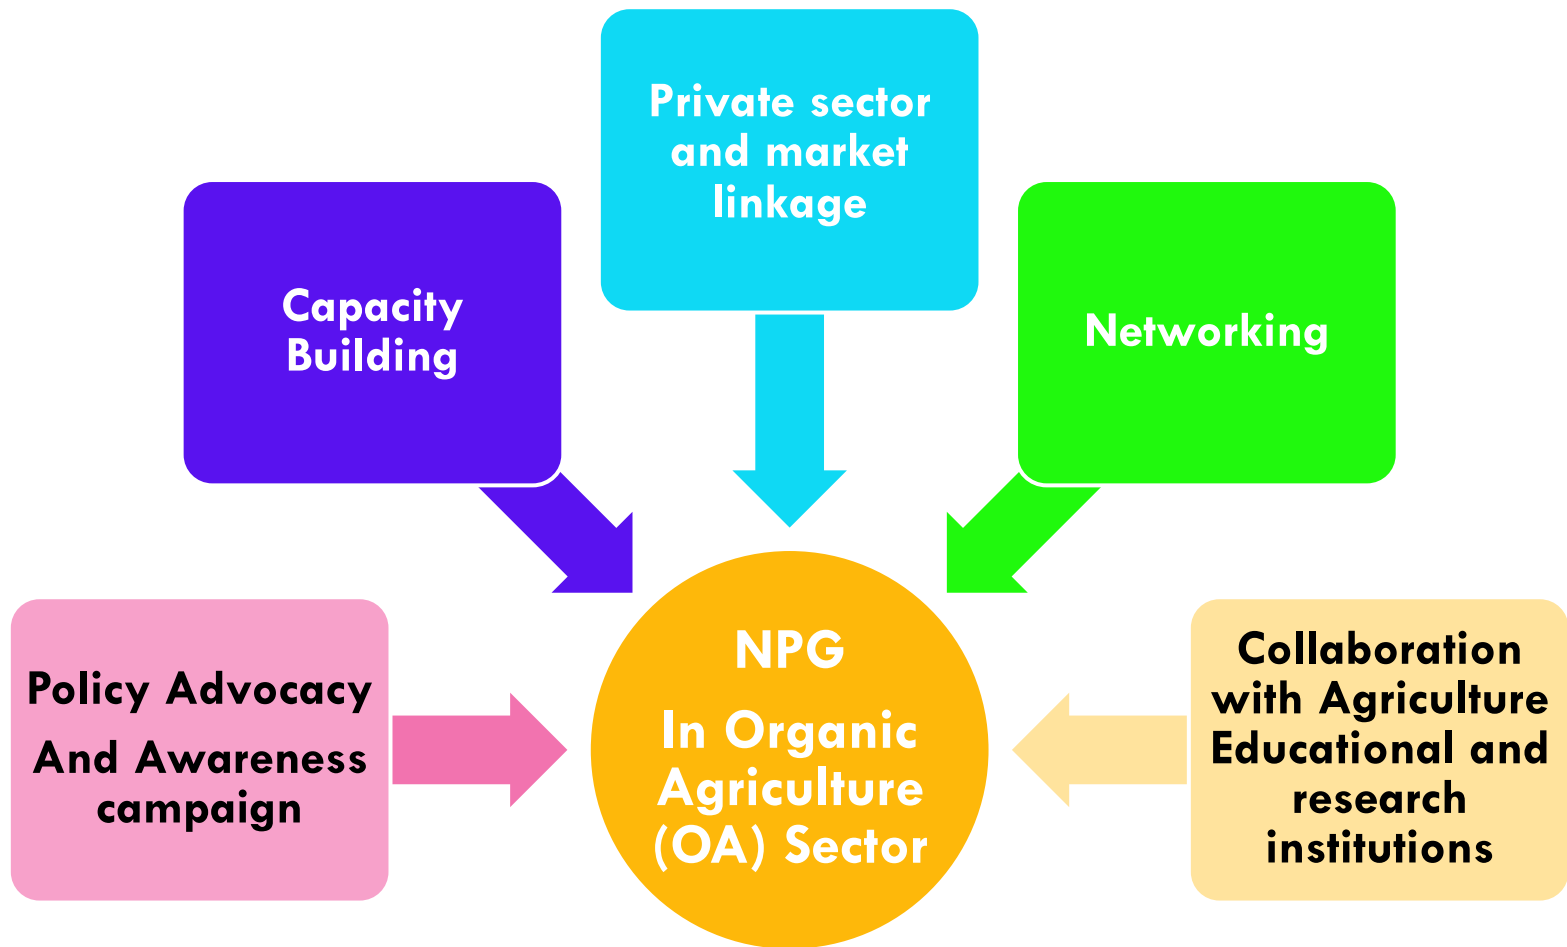 Private sector
and market
linkage
Capacity
Building
Networking
Policy Advocacy
And Awareness
campaign
NPG
In Organic
Agriculture
(OA) Sector
Collaboration
with Agriculture
Educational and
research
institutions